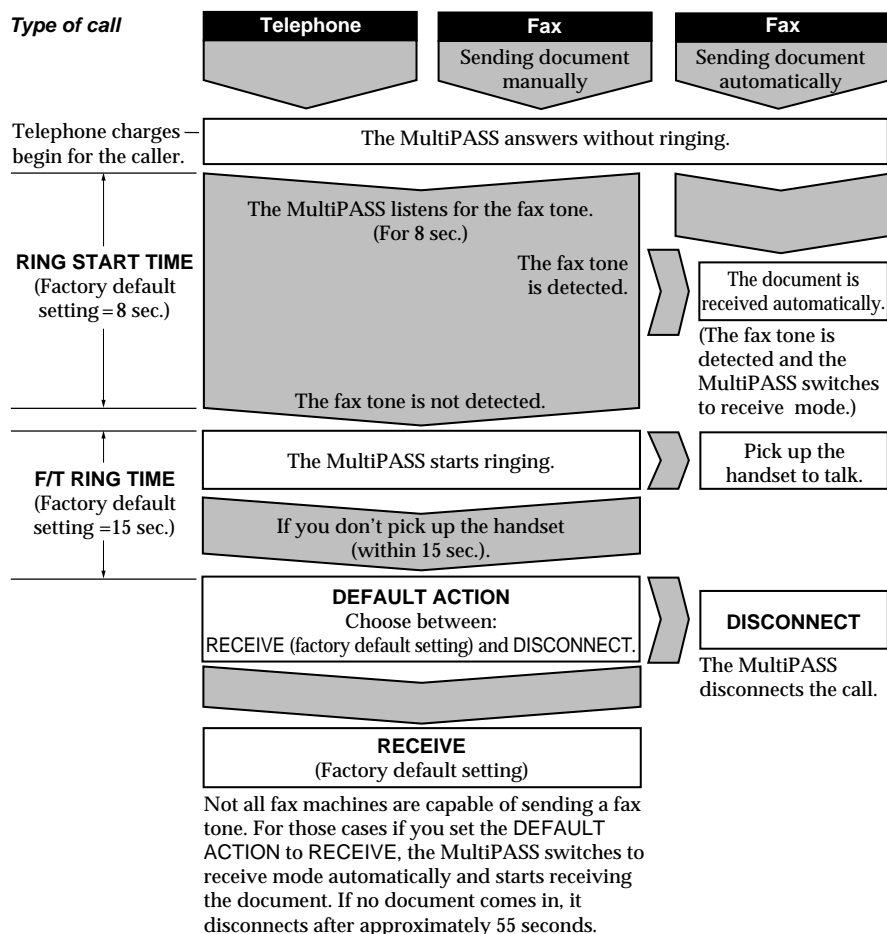 Type of call
Telephone
Fax
Sending document
manually
Fax
Sending document
automatically
Telephone charges
begin for the caller.
The MultiPASS answers without ringing.
RING START TIME
(Factory default
setting=8 sec.)
The MultiPASS listens for the fax tone.
(For 8 sec.)
The fax tone
is detected.
The document is
received automatically.
(The fax tone is
detected and the
MultiPASS switches
to receive mode.)
The fax tone is not detected.
F/T RING TIME
(Factory default
setting =15 sec.)
The MultiPASS starts ringing.
Pick up the
handset to talk.
If you don't pick up the handset
(within 15 sec.).
DEFAULT ACTION
Choose between:
RECEIVE (factory default setting) and DISCONNECT.
DISCONNECT
The MultiPASS
disconnects the call.
RECEIVE
(Factory default setting)
Not all fax machines are capable of sending a fax
tone. For those cases if you set the DEFAULT
ACTION to RECEIVE, the MultiPASS switches to
receive mode automatically and starts receiving
the document. If no document comes in, it
disconnects after approximately 55 seconds.